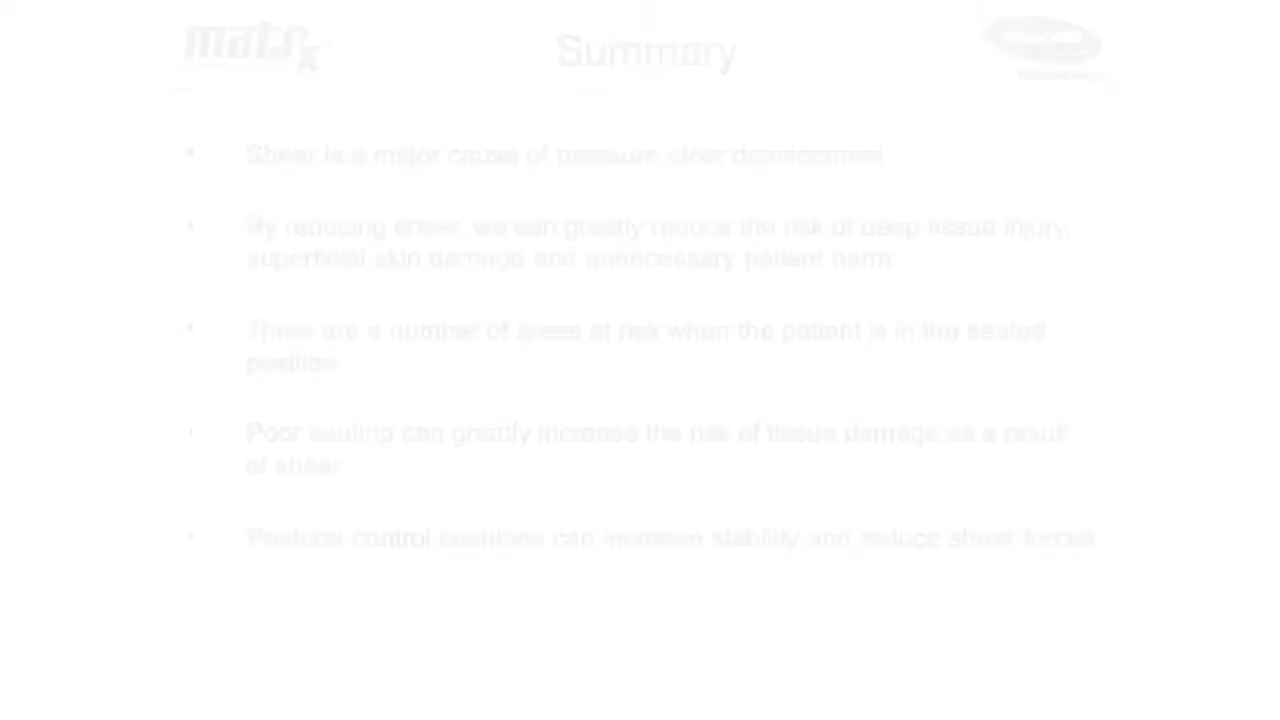 matrx
Summary
• Shear is a major cause of pressure ulcer development
• By reducing shear, we can greatly reduce the risk of deep tissue injury,
superficial skin damage and unnecessary patient harm
• There are a number of areas at risk when the patient is in the seated
position
• Poor seating can greatly increase the risk of tissue damage as a result
of shear
• Postural control cushions can increase stability and reduce shear forces